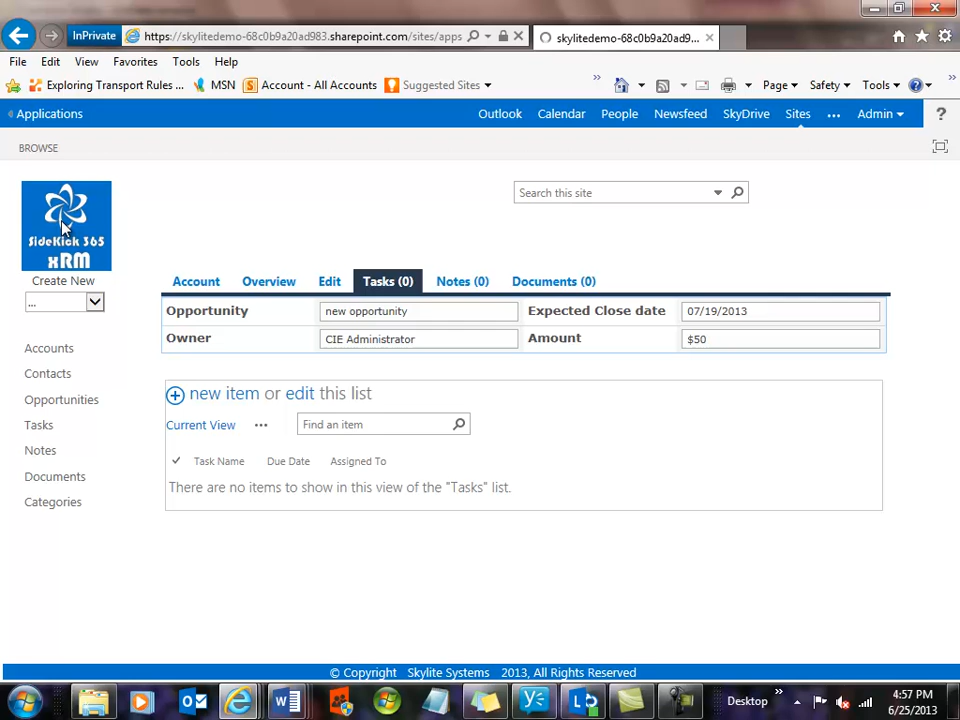 InPrivate https://skylitedemo-68c0b9a20ad983.sharepoint.com/sites/apps skylitedemo-68c0b9a20ad9...
File Edit View Favorites Tools Help
Exploring Transport Rules ... MSN Account - All Accounts Suggested Sites » Page Safety Tools »
Applications Outlook Calendar People Newsfeed SkyDrive Sites ... Admin ?
BROWSE
SideKick 365
xRM
Search this site
Create New
...
Account Overview Edit Tasks (0) Notes (0) Documents (0)
Opportunity new opportunity Expected Close date 07/19/2013
Owner CIE Administrator Amount $50
Accounts
Contacts
Opportunities
Tasks
Notes
Documents
Categories
new item or edit this list
Current View ... Find an item
Task Name Due Date Assigned To
There are no items to show in this view of the "Tasks" list.
© Copyright Skylite Systems 2013, All Rights Reserved
Desktop » 4:57 PM
6/25/2013